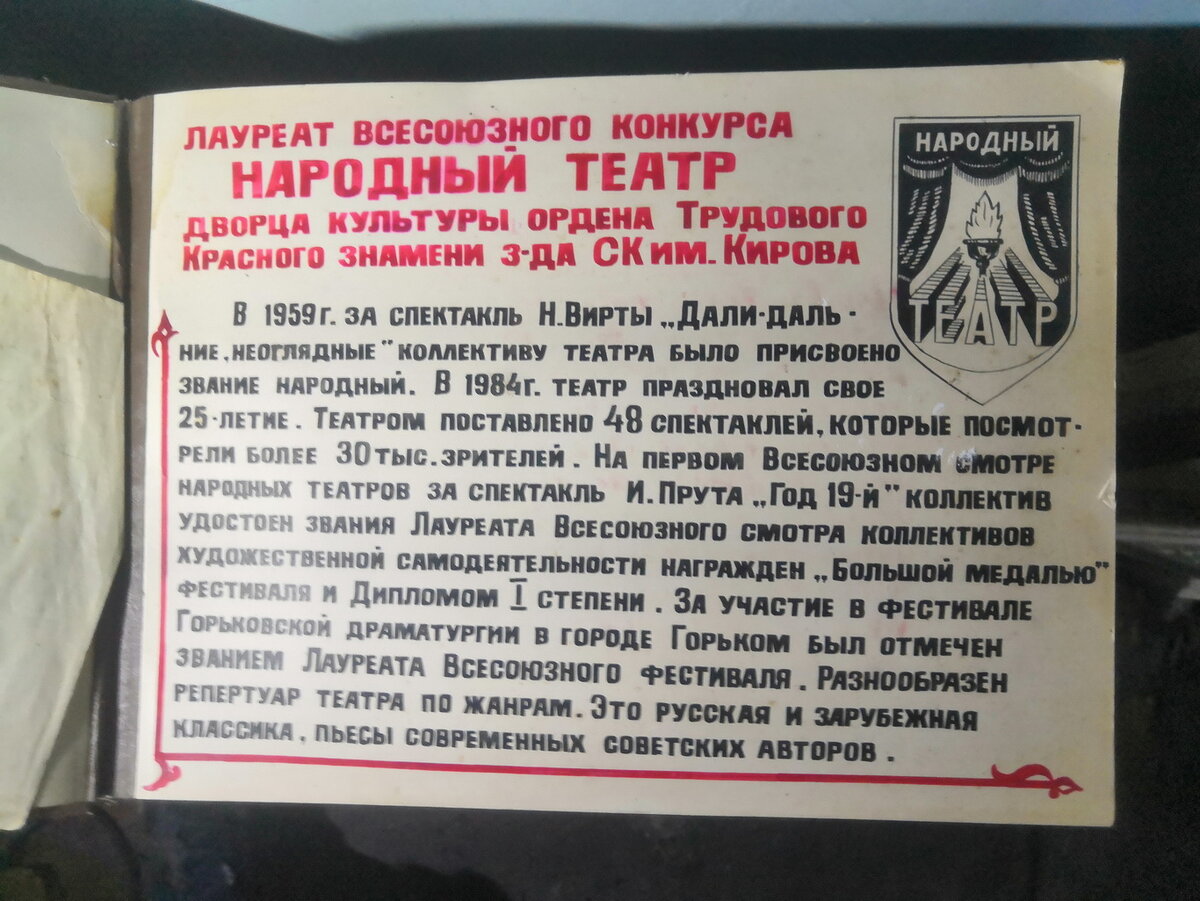 ЛАУРЕАТ ВСЕСОЮЗНОГО КОНКУРСА
НАРОДНЫЙ ТЕАТР
ДВОРЦА КУЛЬТУРЫ ОРДЕНА ТРУДОВОГО
КРАСНОГО ЗНАМЕНИ З-ДА СК ИМ. КИРОВА
НАРОДНЫЙ
ТЕАТР
В 1959 г. ЗА СПЕКТАКЛЬ Н.ВИРТЫ „ДАЛИ-ДАЛЬ-
НИЕ, НЕОГЛЯДНЫЕ" КОЛЛЕКТИВУ ТЕАТРА БЫЛО ПРИСВОЕНО
ЗВАНИЕ НАРОДНЫЙ. В 1984г. ТЕАТР ПРАЗДНОВАЛ СВОЕ
25-ЛЕТИЕ. ТЕАТРОМ ПОСТАВЛЕНО 48 СПЕКТАКЛЕЙ, КОТОРЫЕ ПОСМОТ-
РЕЛИ БОЛЕЕ 30 ТЫС. ЗРИТЕЛЕЙ. НА ПЕРВОМ ВСЕСОЮЗНОМ СМОТРЕ
НАРОДНЫХ ТЕАТРОВ ЗА СПЕКТАКЛЬ И. ПРУТА „ГОД 19-Й" КОЛЛЕКТИВ
УДОСТОЕН ЗВАНИЯ ЛАУРЕАТА ВСЕСОЮЗНОГО СМОТРА КОЛЛЕКТИВОВ
ХУДОЖЕСТВЕННОЙ САМОДЕЯТЕЛЬНОСТИ НАГРАЖДЕН „БОЛЬШОЙ МЕДАЛЬЮ"
ФЕСТИВАЛЯ И ДИПЛОМОМ I СТЕПЕНИ. ЗА УЧАСТИЕ В ФЕСТИВАЛЕ
ГОРЬКОВСКОЙ ДРАМАТУРГИИ В ГОРОДЕ ГОРЬКОМ БЫЛ ОТМЕЧЕН
ЗВАНИЕМ ЛАУРЕАТА ВСЕСОЮЗНОГО ФЕСТИВАЛЯ. РАЗНООБРАЗЕН
РЕПЕРТУАР ТЕАТРА ПО ЖАНРАМ. ЭТО РУССКАЯ И ЗАРУБЕЖНАЯ
КЛАССИКА, ПЬЕСЫ СОВРЕМЕННЫХ СОВЕТСКИХ АВТОРОВ.